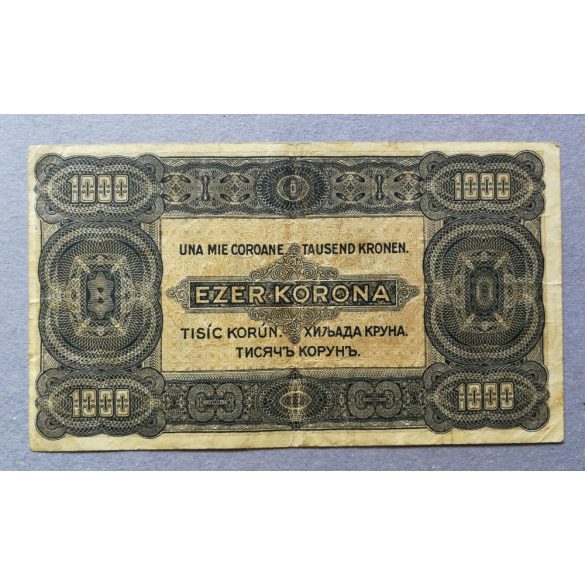 1000 1000
UNA MIE COROANE TAUSEND KRONEN.
EZER KORONA
TISÍC KORÚN. ХИЉАДА КРУНА.
ТИСЯЧЪ КОРУНЪ.
1000 1000